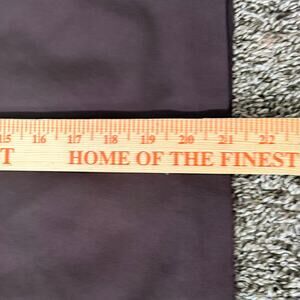 15 16 17 18 19 20 21 22
T HOME OF THE FINEST